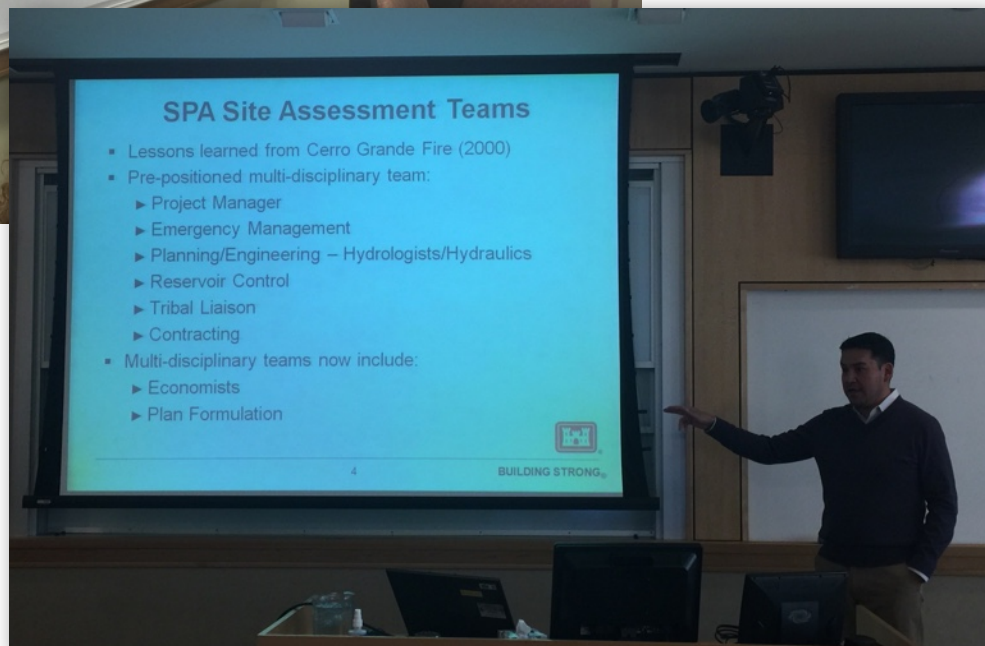 SPA Site Assessment Teams
▪ Lessons learned from Cerro Grande Fire (2000)
▪ Pre-positioned multi-disciplinary team:
► Project Manager
► Emergency Management
► Planning/Engineering – Hydrologists/Hydraulics
► Reservoir Control
► Tribal Liaison
► Contracting
▪ Multi-disciplinary teams now include:
► Economists
► Plan Formulation
4
BUILDING STRONG®